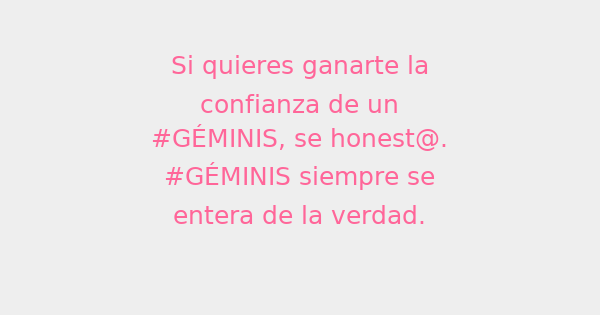 Si quieres ganarte la
confianza de un
#GÉMINIS, se honest@.
#GÉMINIS siempre se
entera de la verdad.